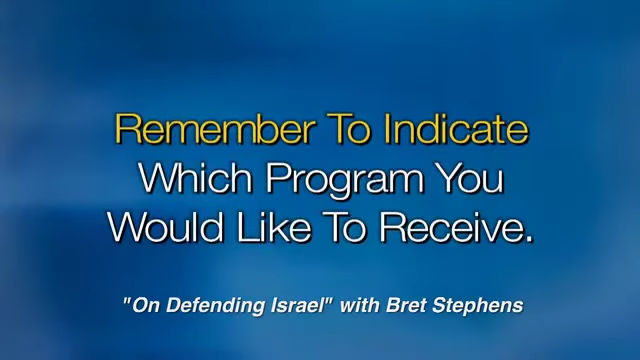 Remember To Indicate
Which Program You
Would Like To Receive.
"On Defending Israel" with Bret Stephens